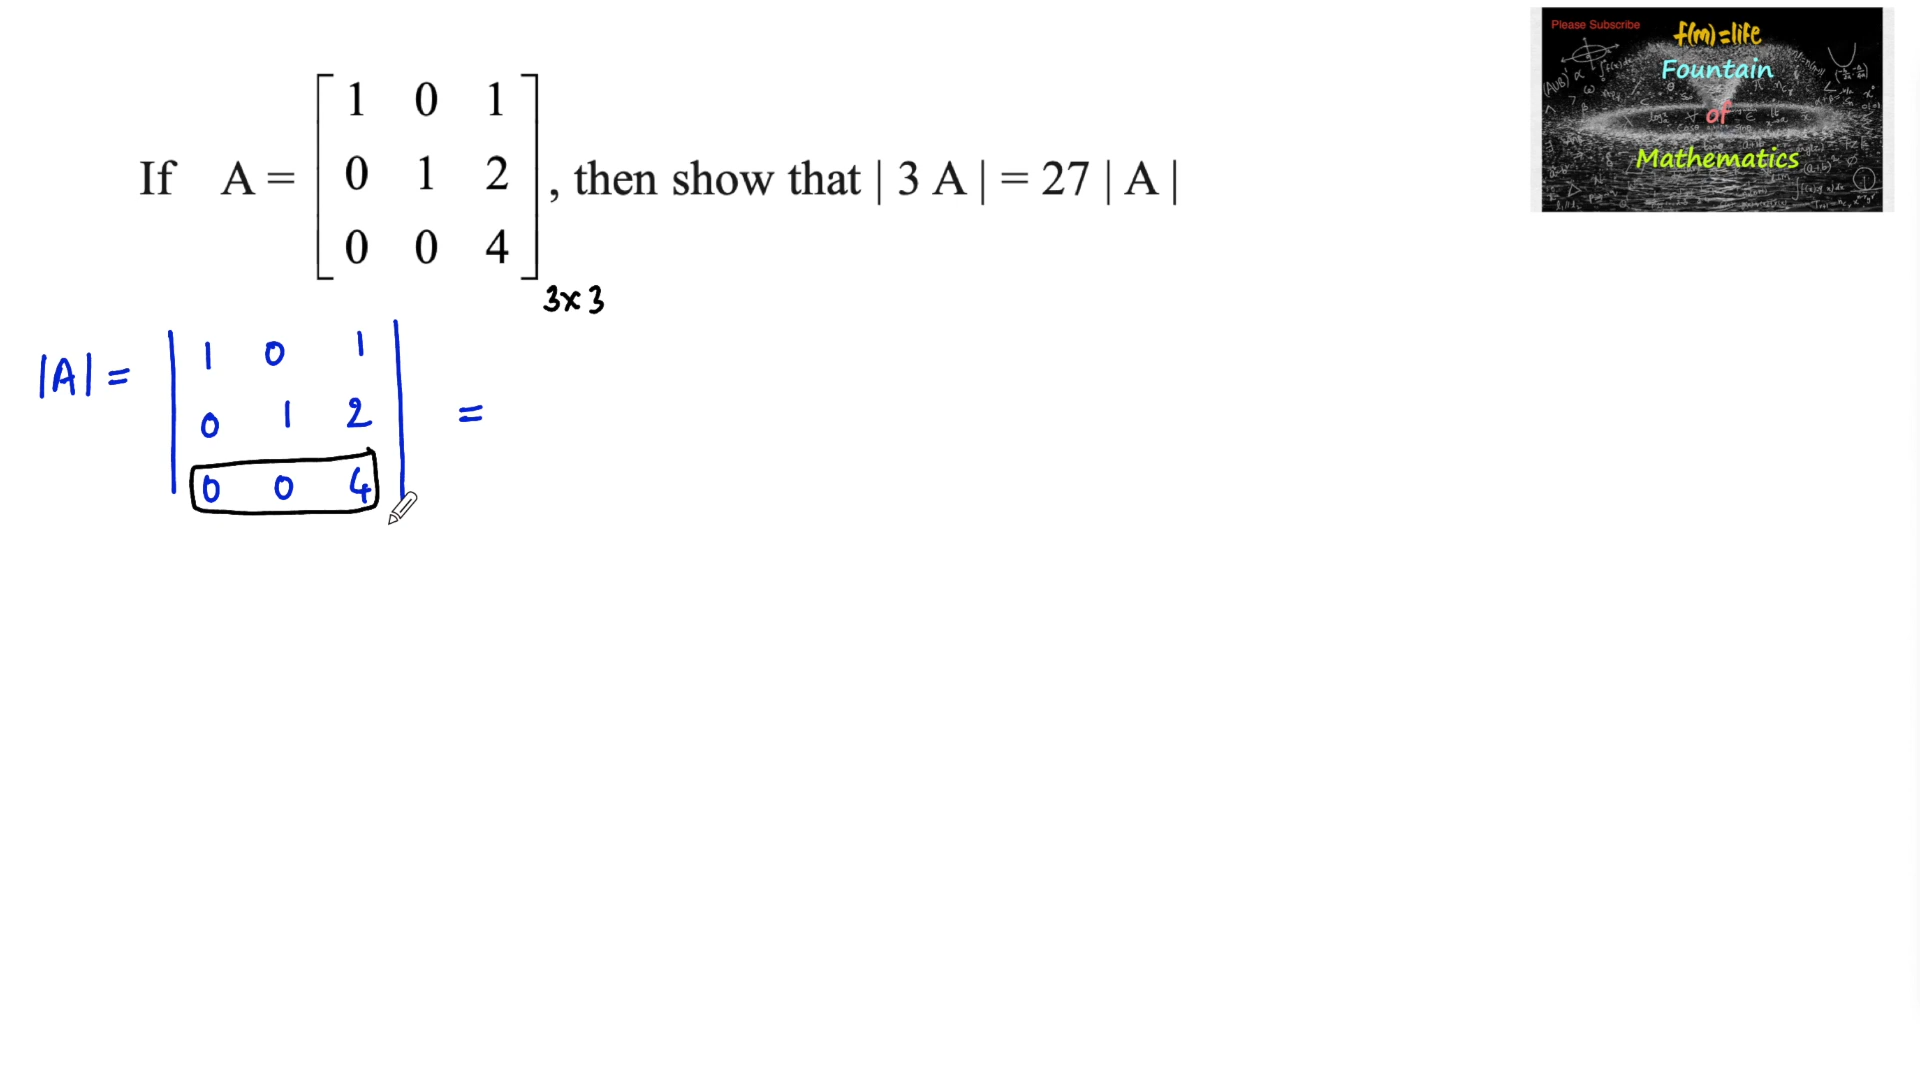 Please Subscribe
f(m)=life
Fountain
of
Mathematics
1 0 1
If A = 0 1 2 , then show that | 3 A | = 27 | A |
0 0 4
3x3
1 0 1
|A| = 0 1 2 =
0 0 4